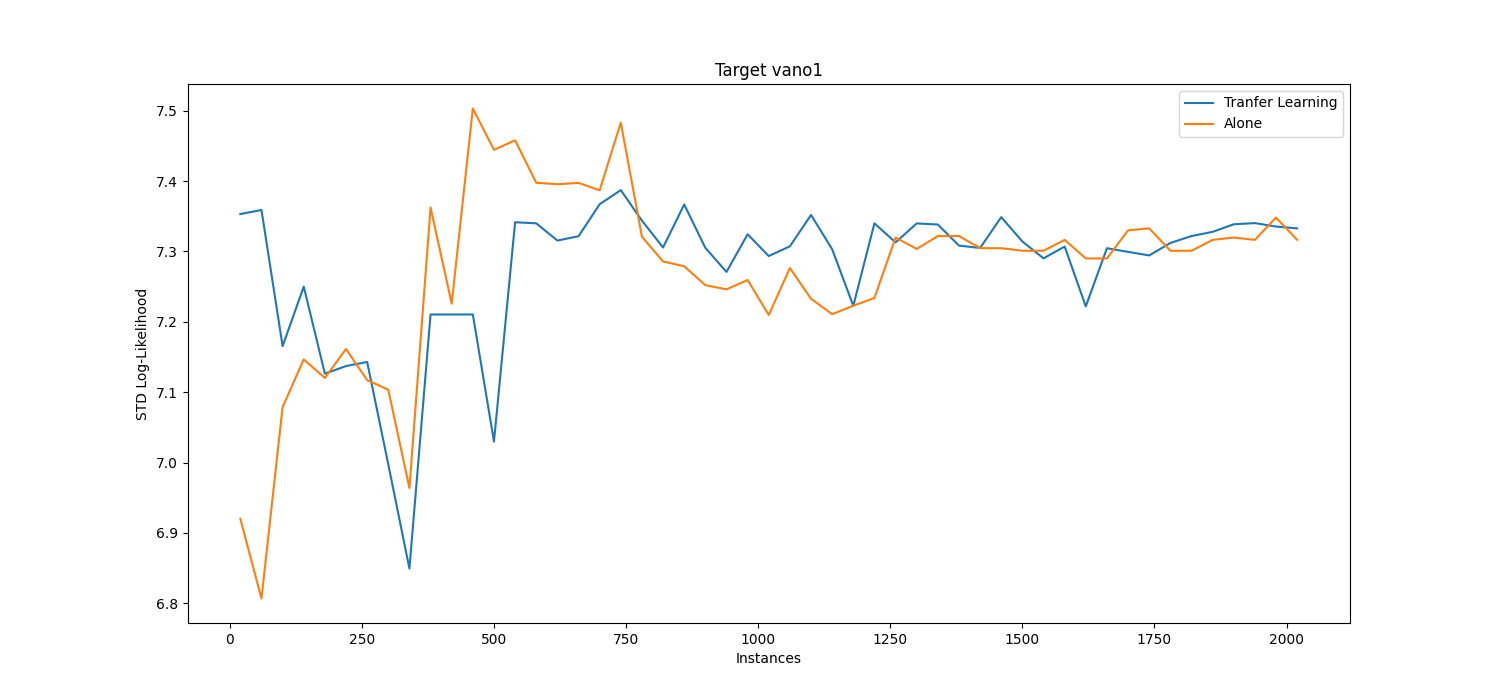 Target vano1
Tranfer Learning
Alone
STD Log-Likelihood
7.5
7.4
7.3
7.2
7.1
7.0
6.9
6.8
0 250 500 750 1000 1250 1500 1750 2000
Instances